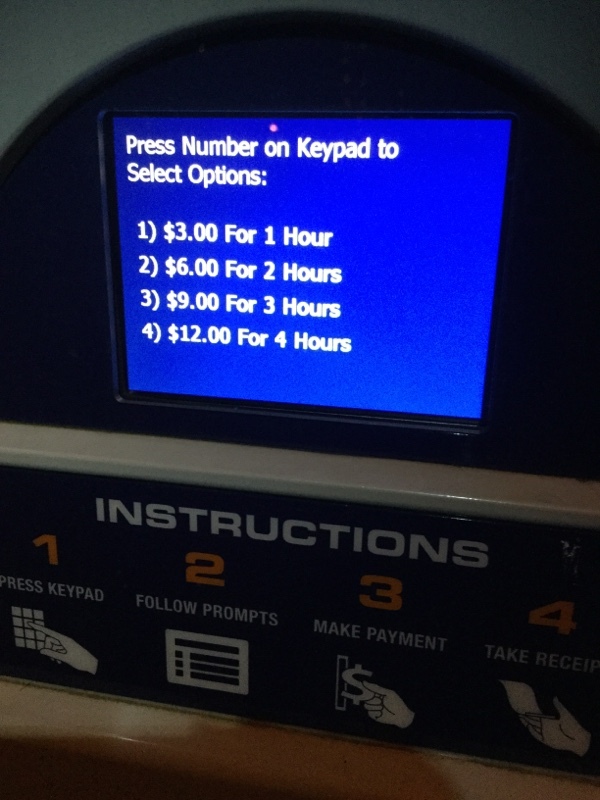 Press Number on Keypad to
Select Options:
1) $3.00 For 1 Hour
2) $6.00 For 2 Hours
3) $9.00 For 3 Hours
4) $12.00 For 4 Hours
INSTRUCTIONS
1 2 3 4
PRESS KEYPAD FOLLOW PROMPTS MAKE PAYMENT TAKE RECEIP